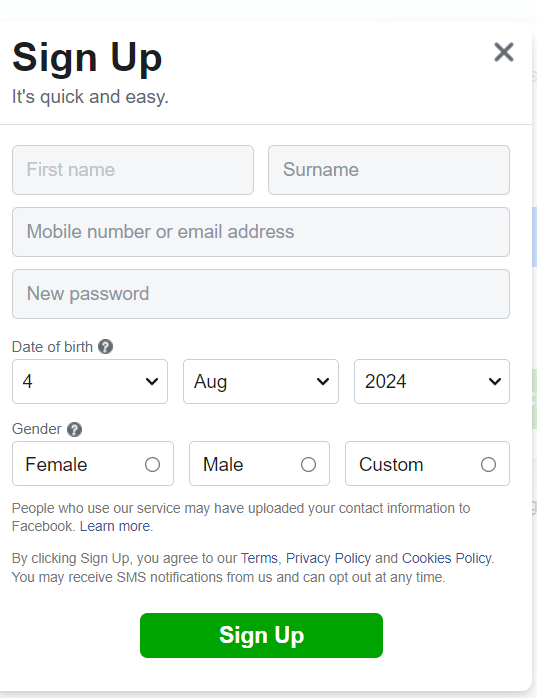 Sign Up
It's quick and easy.
First name Surname
Mobile number or email address
New password
Date of birth ?
4 Aug 2024
Gender ?
Female Male Custom
People who use our service may have uploaded your contact information to
Facebook. Learn more.
By clicking Sign Up, you agree to our Terms, Privacy Policy and Cookies Policy.
You may receive SMS notifications from us and can opt out at any time.
Sign Up